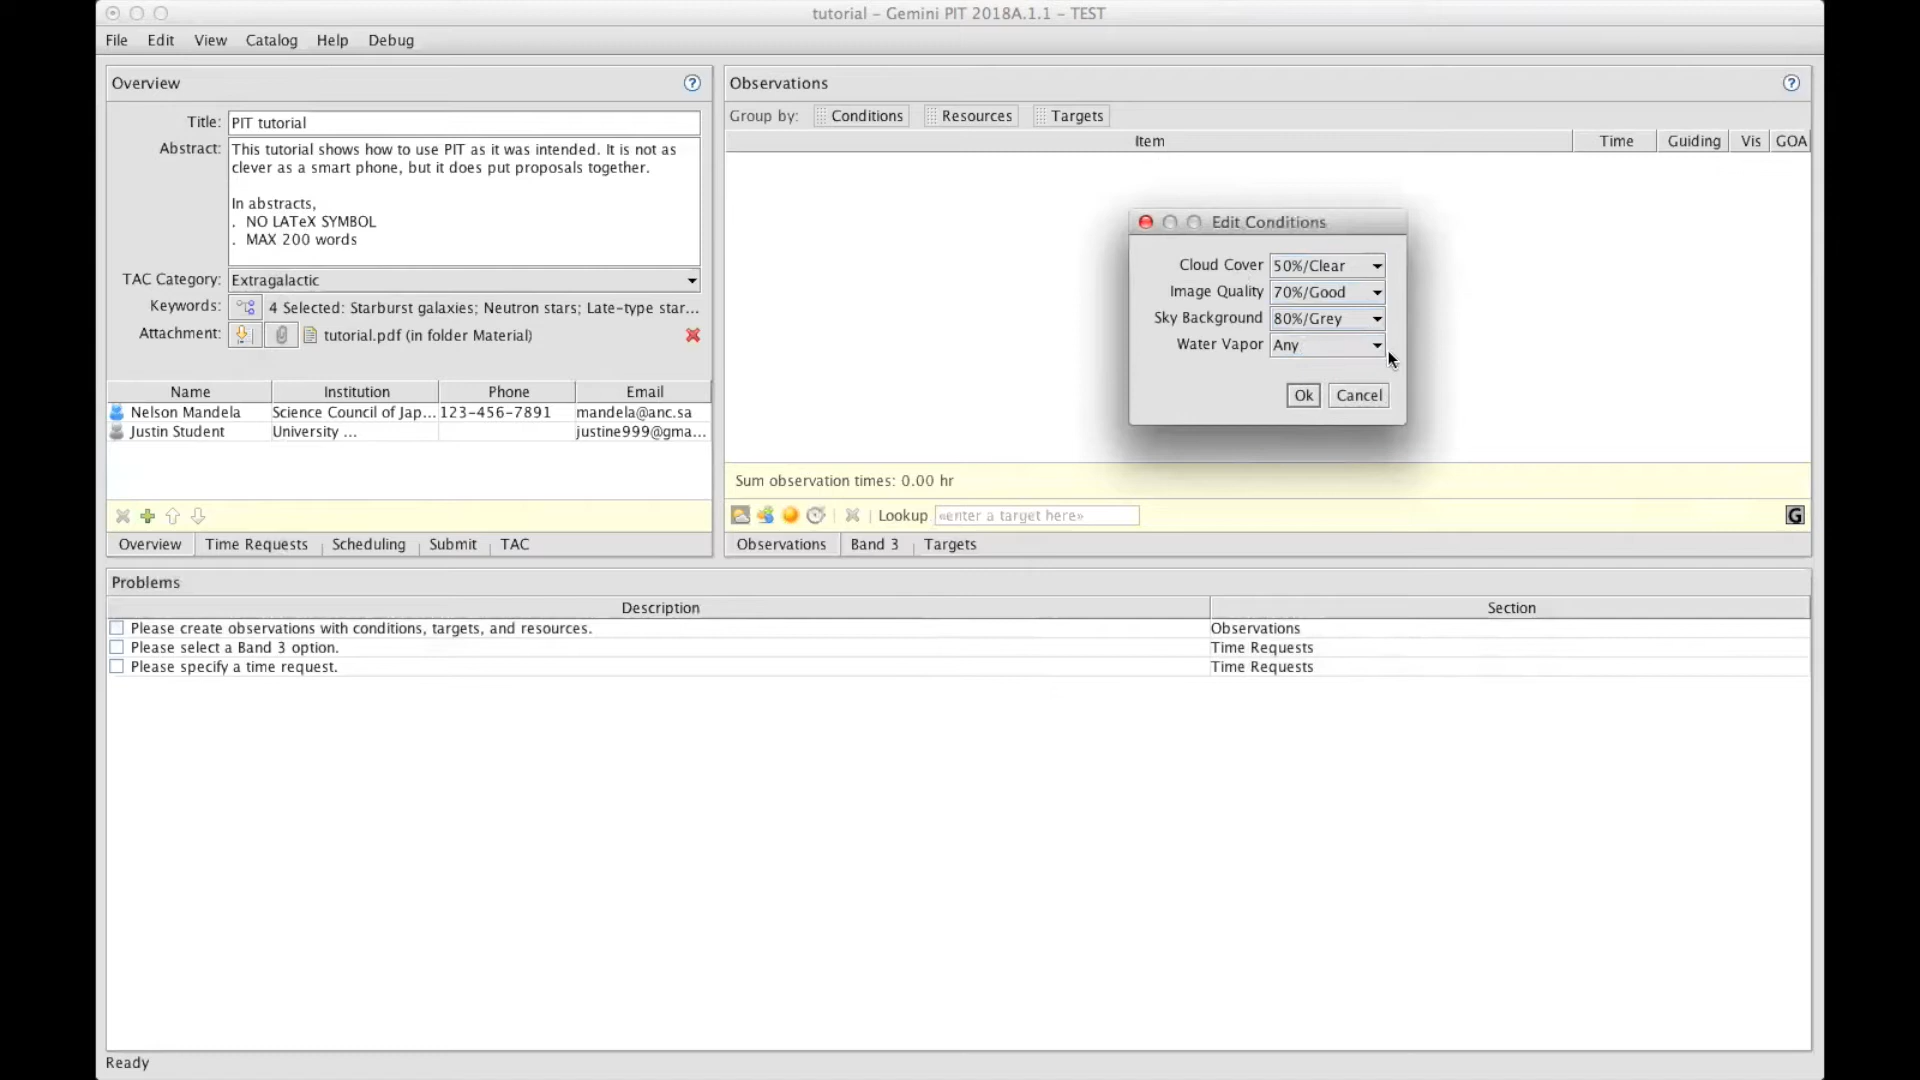 tutorial – Gemini PIT 2018A.1.1 – TEST
File Edit View Catalog Help Debug
Overview
Title: PIT tutorial
Abstract: This tutorial shows how to use PIT as it was intended. It is not as
clever as a smart phone, but it does put proposals together.
In abstracts,
. NO LATeX SYMBOL
. MAX 200 words
TAC Category: Extragalactic
Keywords: 4 Selected: Starburst galaxies; Neutron stars; Late-type star...
Attachment: tutorial.pdf (in folder Material)
Name Institution Phone Email
Nelson Mandela Science Council of Jap... 123-456-7891 mandela@anc.sa
Justin Student University ... justine999@gma...
Overview Time Requests Scheduling Submit TAC
Observations
Group by: Conditions Resources Targets
Item Time Guiding Vis GOA
Edit Conditions
Cloud Cover 50%/Clear
Image Quality 70%/Good
Sky Background 80%/Grey
Water Vapor Any
Ok Cancel
Sum observation times: 0.00 hr
Lookup «enter a target here» G
Observations Band 3 Targets
Problems
Description Section
Please create observations with conditions, targets, and resources. Observations
Please select a Band 3 option. Time Requests
Please specify a time request. Time Requests
Ready